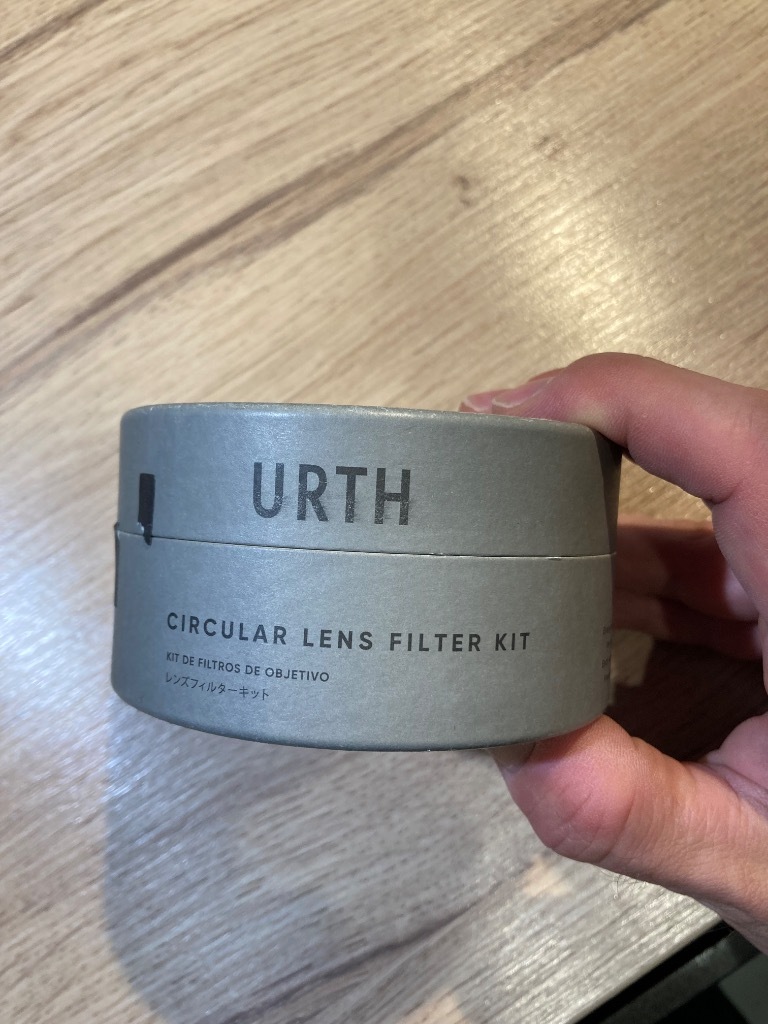 URTH
CIRCULAR LENS FILTER KIT
KIT DE FILTROS DE OBJETIVO
レンズフィルターキット